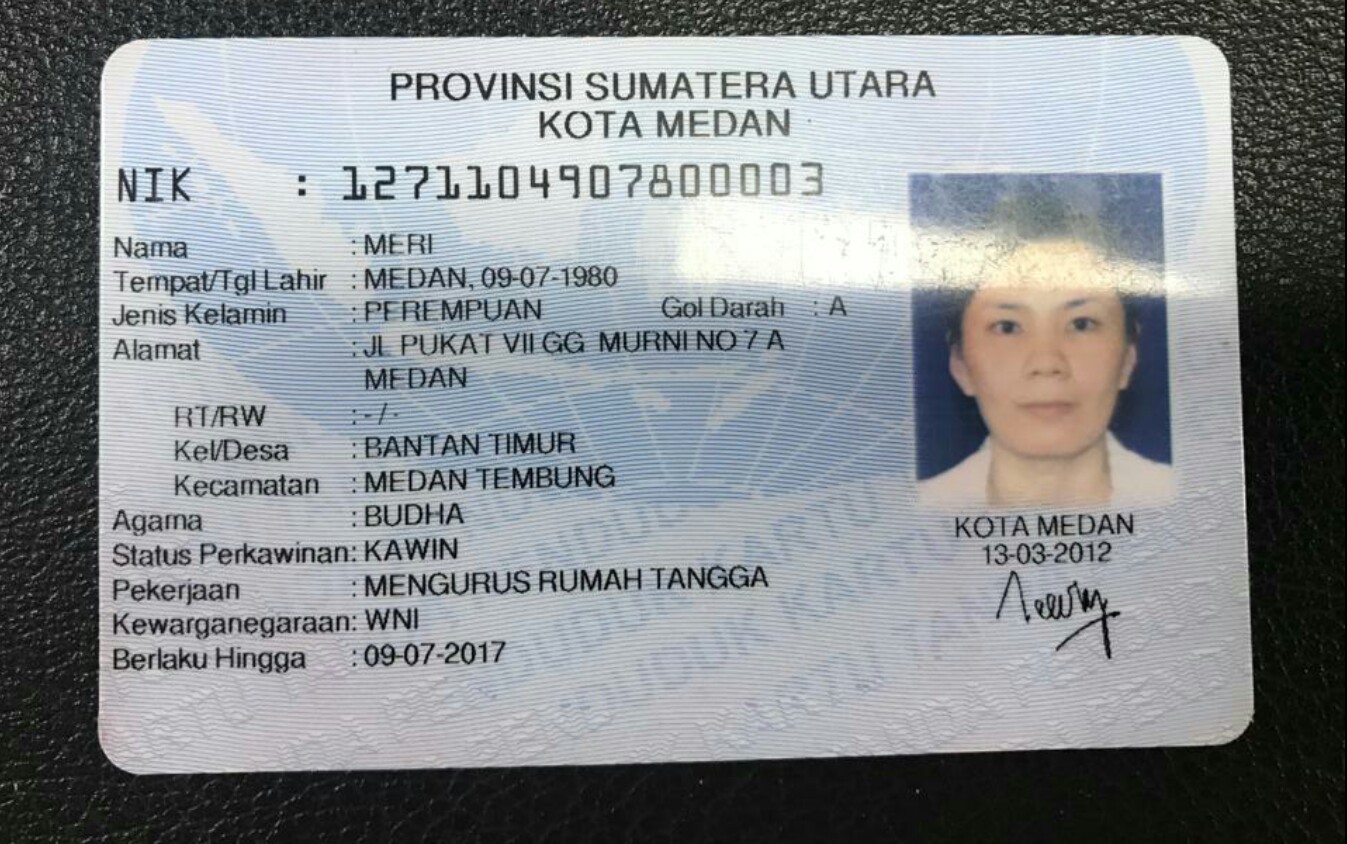 PROVINSI SUMATERA UTARA
KOTA MEDAN
NIK : 1271104907800003
Nama : MERI
Tempat/Tgl Lahir : MEDAN, 09-07-1980
Jenis Kelamin : PEREMPUAN Gol Darah : A
Alamat : JL PUKAT VII GG MURNI NO 7 A
MEDAN
RT/RW : - / -
Kel/Desa : BANTAN TIMUR
Kecamatan : MEDAN TEMBUNG
Agama : BUDHA
Status Perkawinan : KAWIN
Pekerjaan : MENGURUS RUMAH TANGGA
Kewarganegaraan : WNI
Berlaku Hingga : 09-07-2017
KOTA MEDAN
13-03-2012